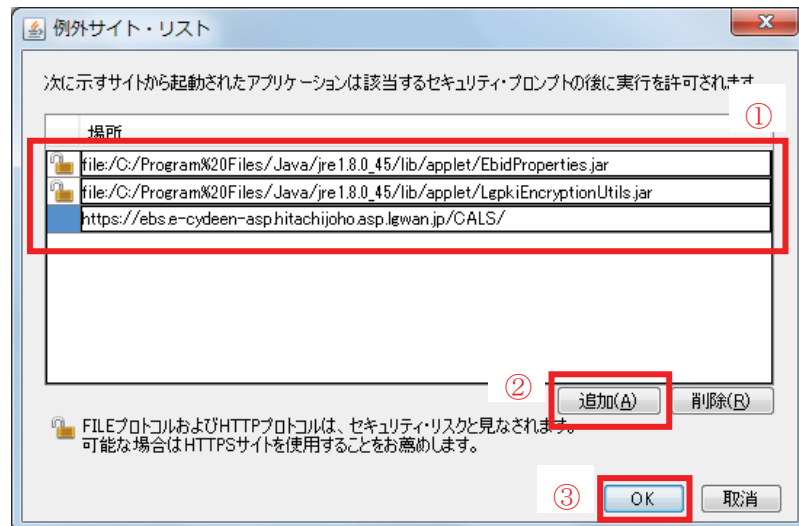 例外サイト・リスト
次に示すサイトから起動されたアプリケーションは該当するセキュリティ・プロンプトの後に実行を許可されます
①
場所
file:/C:/Program%20Files/Java/jre1.8.0_45/lib/applet/EbidProperties.jar
file:/C:/Program%20Files/Java/jre1.8.0_45/lib/applet/LgpkiEncryptionUtils.jar
https://ebs.e-cydeen-asp.hitachijoho.asp.lgwan.jp/CALS/
②
追加(A) 削除(R)
FILEプロトコルおよびHTTPプロトコルは、セキュリティ・リスクと見なされます。
可能な場合はHTTPSサイトを使用することをお薦めします。
③
OK 取消